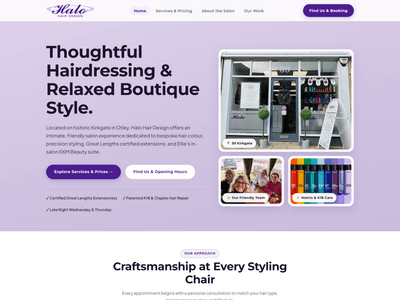 Halo
HAIR DESIGN
Home
Services & Pricing
About the Salon
Our Work
Find Us & Booking
Thoughtful
Hairdressing &
Relaxed Boutique
Style.
Located on historic Kirkgate in Otley, Halo Hair Design offers an
intimate, friendly salon experience dedicated to bespoke hair colour,
precision styling, Great Lengths certified extensions, and Ellie's in-
salon EKM Beauty suite.
Explore Services & Prices →
Find Us & Opening Hours
✓ Certified Great Lengths Extensionists
✓ Patented K18 & Olaplex Hair Repair
✓ Late Night Wednesday & Thursday
39 Kirkgate
Our Friendly Team
Matrix & K18 Care
OUR APPROACH
Craftsmanship at Every Styling
Chair
Every appointment begins with a personal consultation to match your hair type,